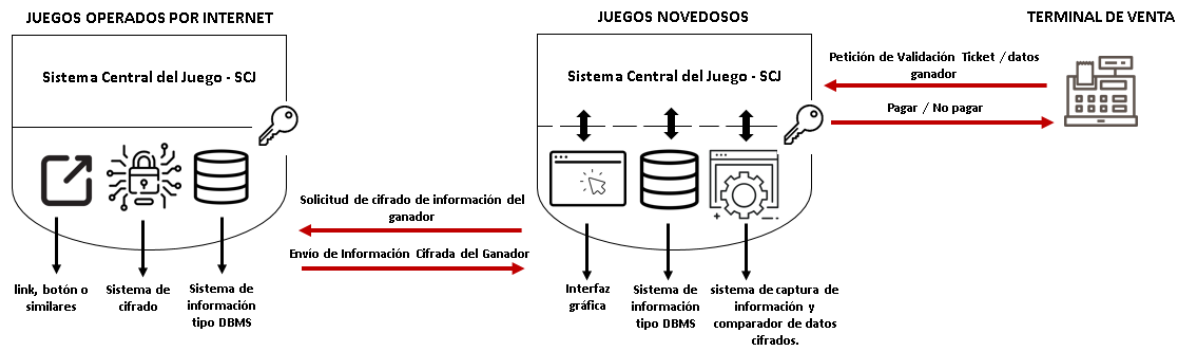 JUEGOS OPERADOS POR INTERNET
JUEGOS NOVEDOSOS
TERMINAL DE VENTA
Sistema Central del Juego - SCJ
Sistema Central del Juego - SCJ
Petición de Validación Ticket / datos
ganador
Pagar / No pagar
Solicitud de cifrado de información del
ganador
Envío de Información Cifrada del Ganador
link, botón o
similares
Sistema de
cifrado
Sistema de
información
tipo DBMS
Interfaz
gráfica
Sistema de
información
tipo DBMS
sistema de captura de
información y
comparador de datos
cifrados.